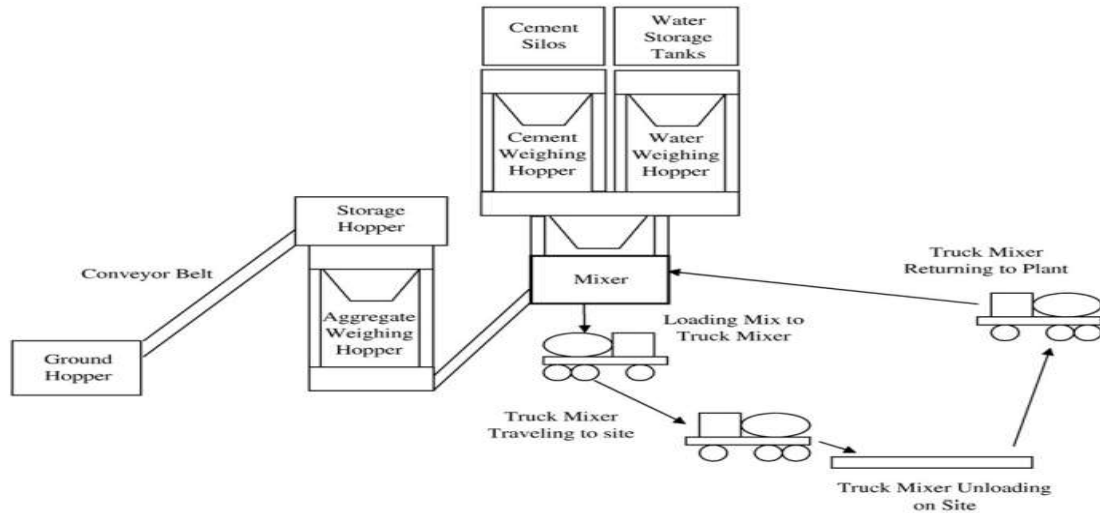 Cement
Silos
Water
Storage
Tanks
Cement
Weighing
Hopper
Water
Weighing
Hopper
Storage
Hopper
Conveyor Belt
Aggregate
Weighing
Hopper
Ground
Hopper
Mixer
Truck Mixer
Returning to Plant
Loading Mix to
Truck Mixer
Truck Mixer
Traveling to site
Truck Mixer Unloading
on Site